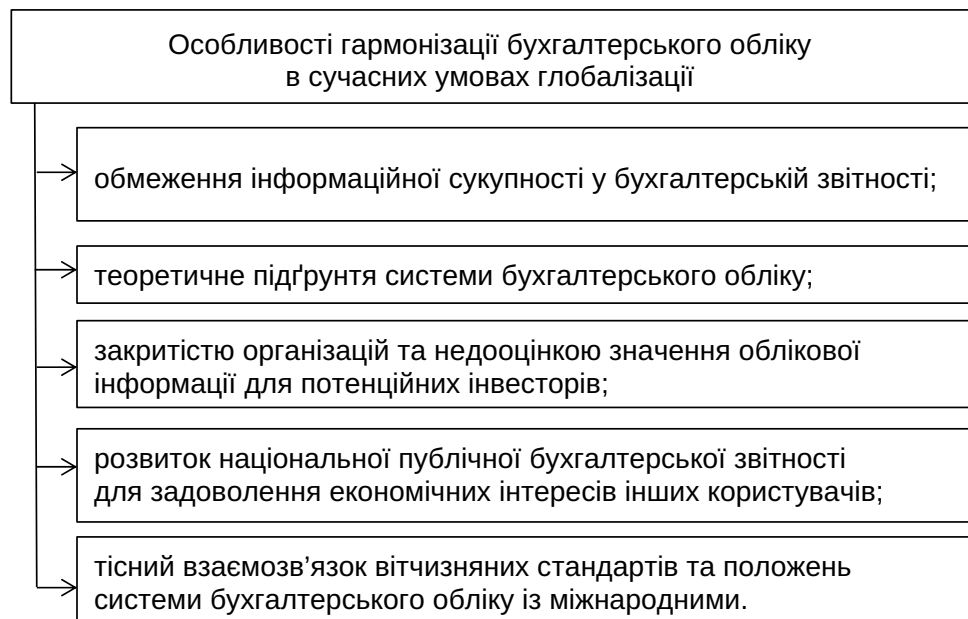 Особливості гармонізації бухгалтерського обліку
в сучасних умовах глобалізації
обмеження інформаційної сукупності у бухгалтерській звітності;
теоретичне підґрунтя системи бухгалтерського обліку;
закритістю організацій та недооцінкою значення облікової
інформації для потенційних інвесторів;
розвиток національної публічної бухгалтерської звітності
для задоволення економічних інтересів інших користувачів;
тісний взаємозв’язок вітчизняних стандартів та положень
системи бухгалтерського обліку із міжнародними.